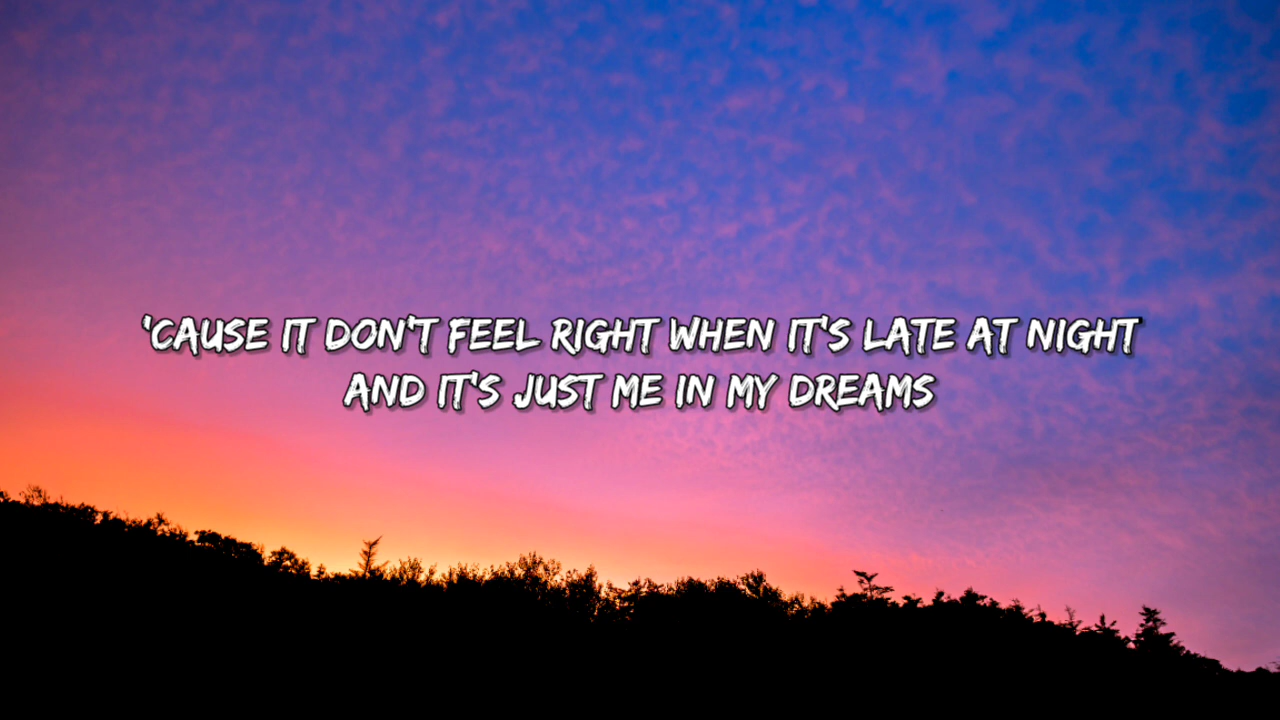 'CAUSE IT DON'T FEEL RIGHT WHEN IT'S LATE AT NIGHT
AND IT'S JUST ME IN MY DREAMS